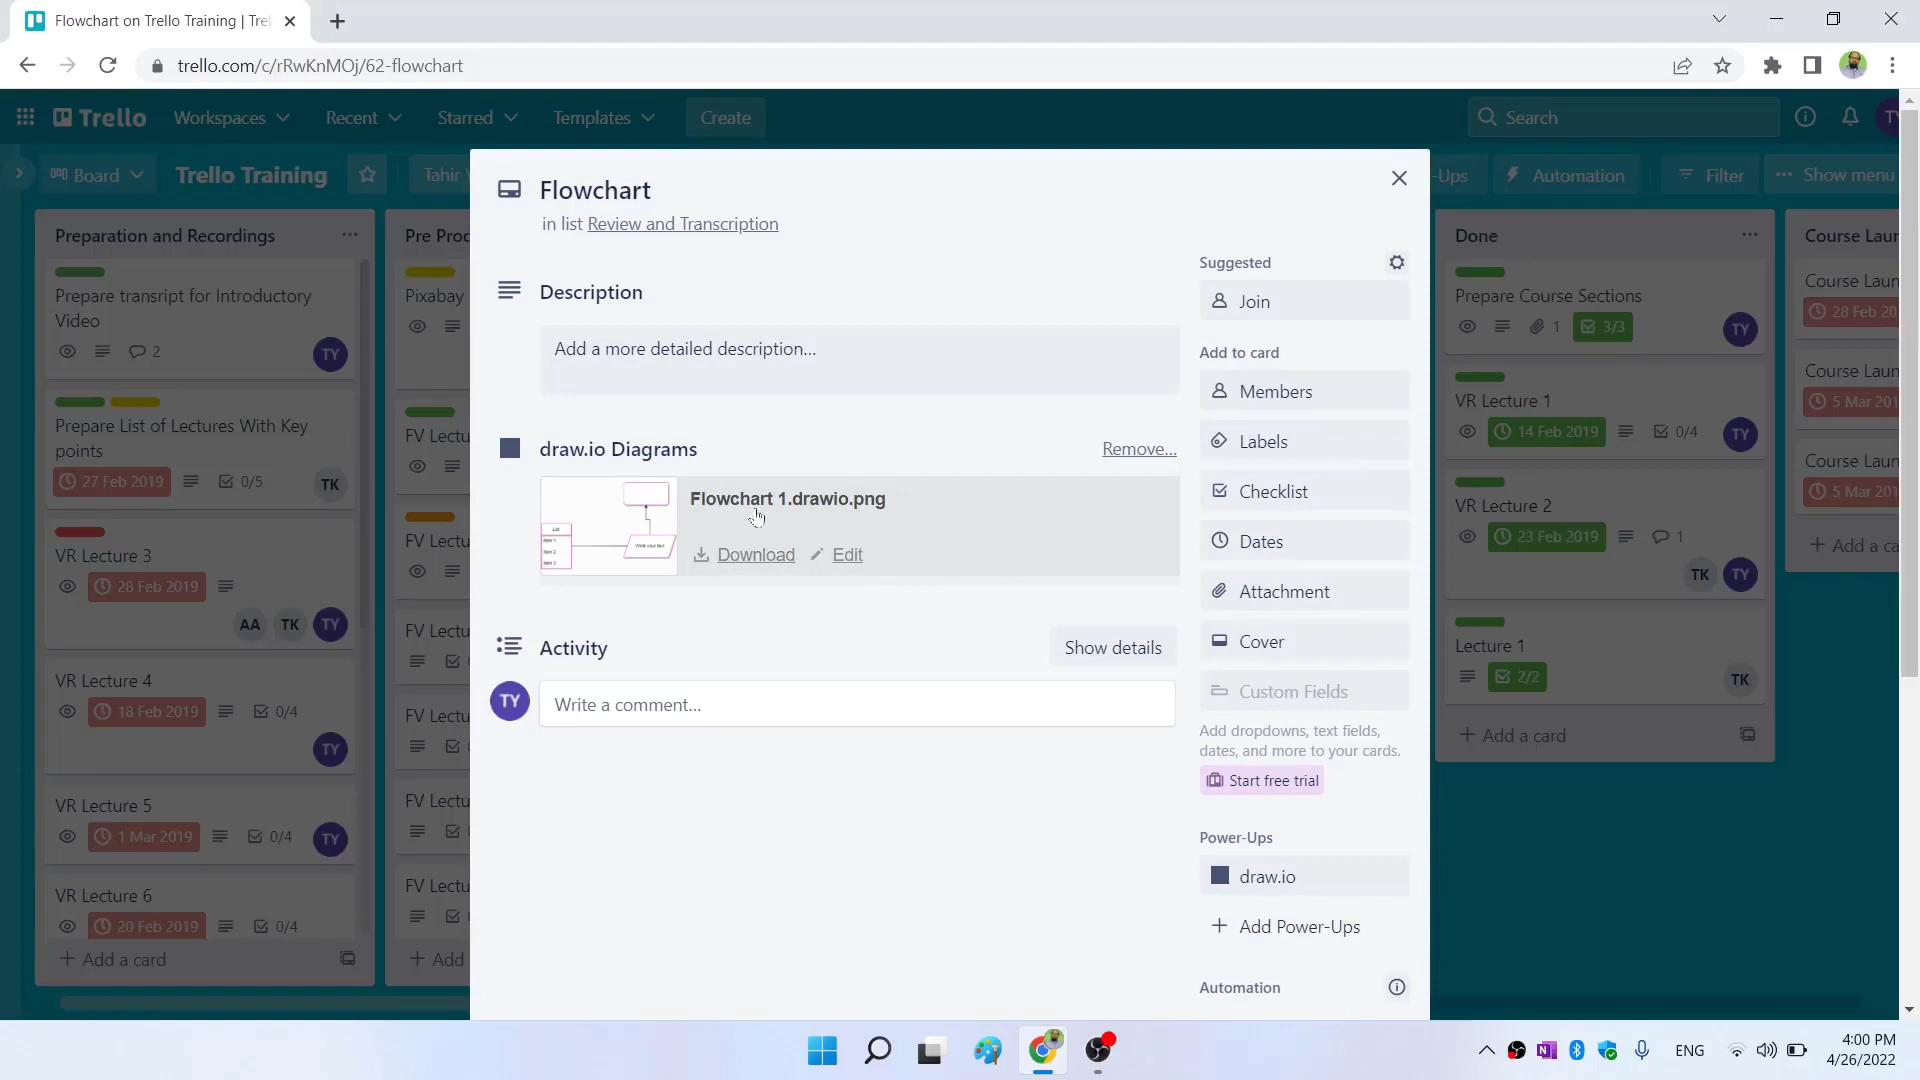 Flowchart on Trello Training | Trel
trello.com/c/rRwKnMOj/62-flowchart
Trello
Workspaces
Recent
Starred
Templates
Create
Search
Board
Trello Training
Tahir
-Ups
Automation
Filter
Show menu
Preparation and Recordings
Prepare transript for Introductory
Video
2
TY
Prepare List of Lectures With Key
points
27 Feb 2019
0/5
TK
VR Lecture 3
28 Feb 2019
AA
TK
TY
VR Lecture 4
18 Feb 2019
0/4
TY
VR Lecture 5
1 Mar 2019
0/4
TY
VR Lecture 6
20 Feb 2019
0/4
+ Add a card
Pre Proc
Pixabay
FV Lectu
FV Lectu
FV Lectu
FV Lectu
FV Lectu
FV Lectu
+ Add
Flowchart
in list Review and Transcription
Description
Add a more detailed description...
draw.io Diagrams
Remove...
Flowchart 1.drawio.png
Download
Edit
List
Item 1
Item 2
Item 3
Write your text
Activity
Show details
TY
Write a comment...
Suggested
Join
Add to card
Members
Labels
Checklist
Dates
Attachment
Cover
Custom Fields
Add dropdowns, text fields,
dates, and more to your cards.
Start free trial
Power-Ups
draw.io
+ Add Power-Ups
Automation
Done
Prepare Course Sections
1
3/3
TY
VR Lecture 1
14 Feb 2019
0/4
TY
VR Lecture 2
23 Feb 2019
1
TK
TY
Lecture 1
2/2
TK
+ Add a card
Course Laun
Course Laun
28 Feb 20
Course Laun
5 Mar 201
Course Laun
5 Mar 201
+ Add a ca
ENG
4:00 PM
4/26/2022